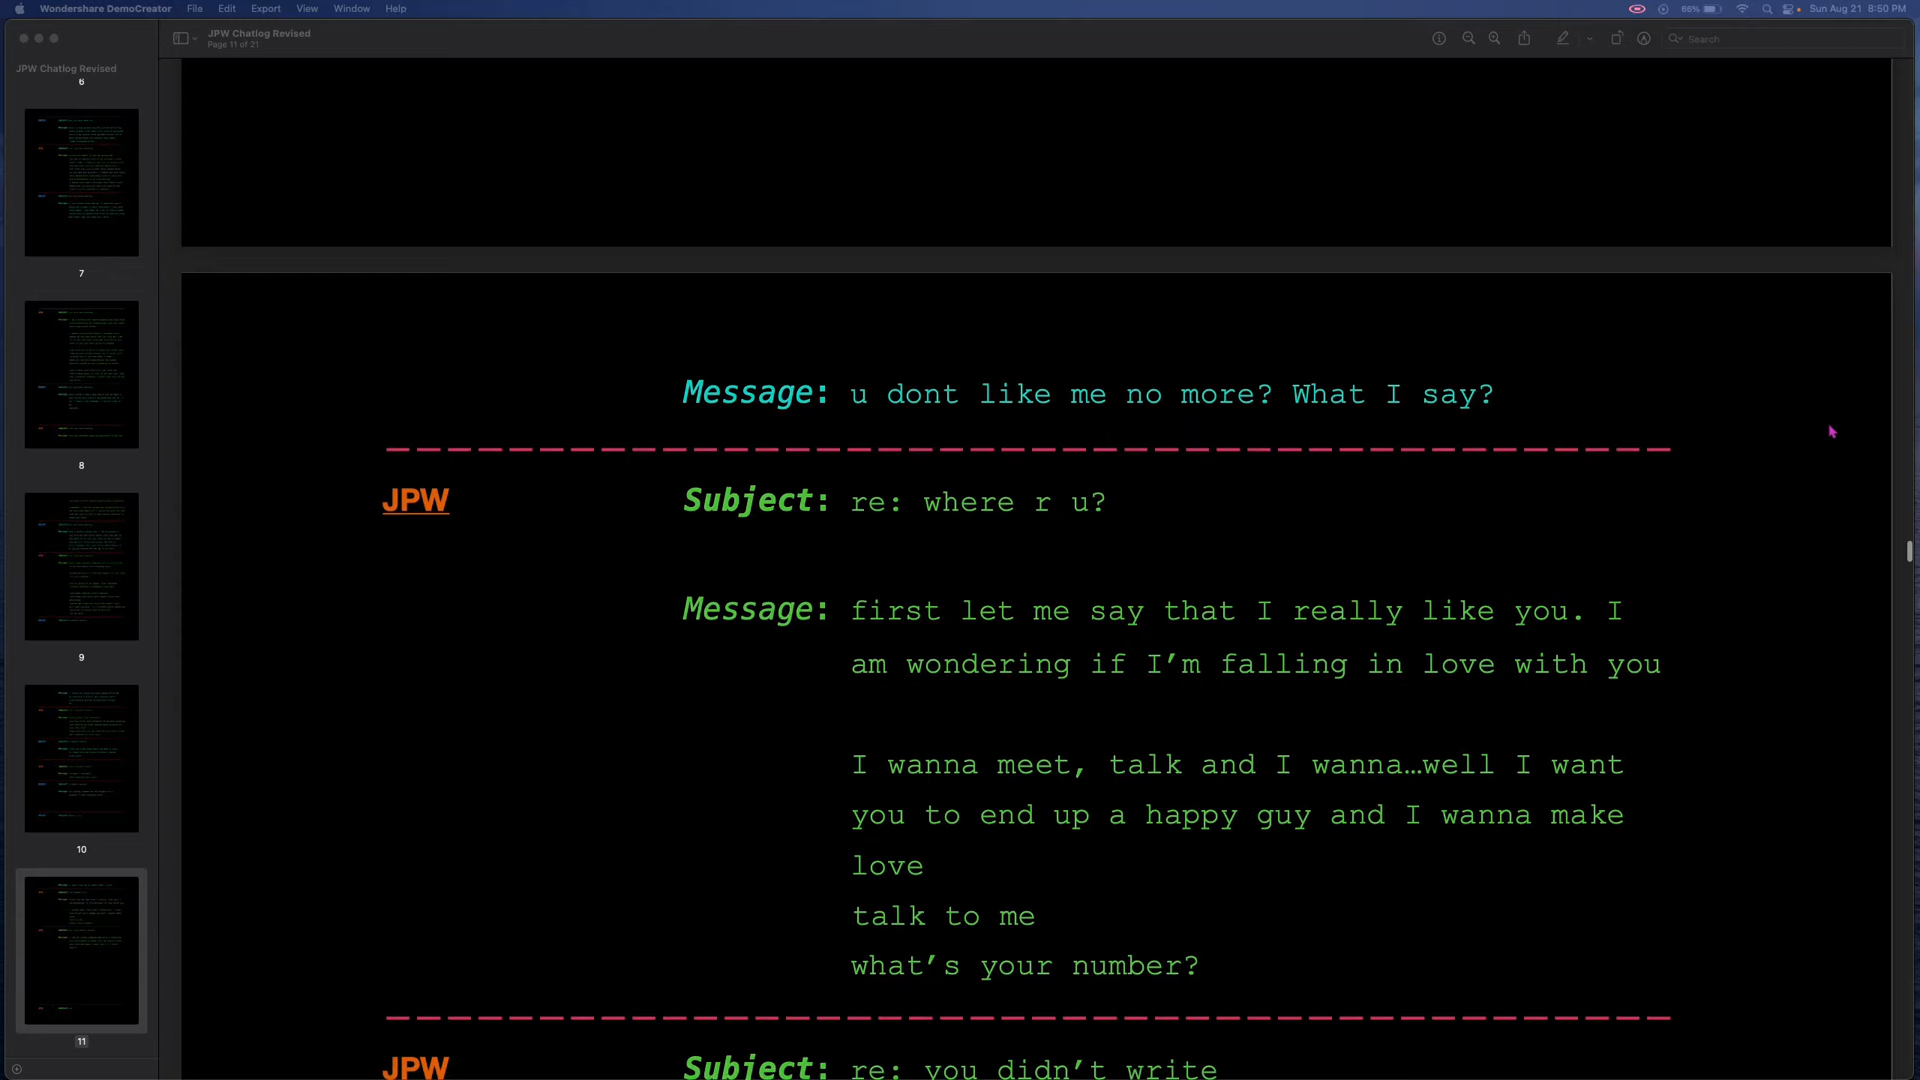 Wondershare DemoCreator File Edit Export View Window Help
66% Sun Aug 21 8:50 PM
JPW Chatlog Revised
Page 11 of 21
Search
JPW Chatlog Revised
6
7
8
9
10
11
Message: u dont like me no more? What I say?
JPW Subject: re: where r u?
Message: first let me say that I really like you. I
am wondering if I’m falling in love with you
I wanna meet, talk and I wanna…well I want
you to end up a happy guy and I wanna make
love
talk to me
what’s your number?
JPW Subject: re: you didn’t write